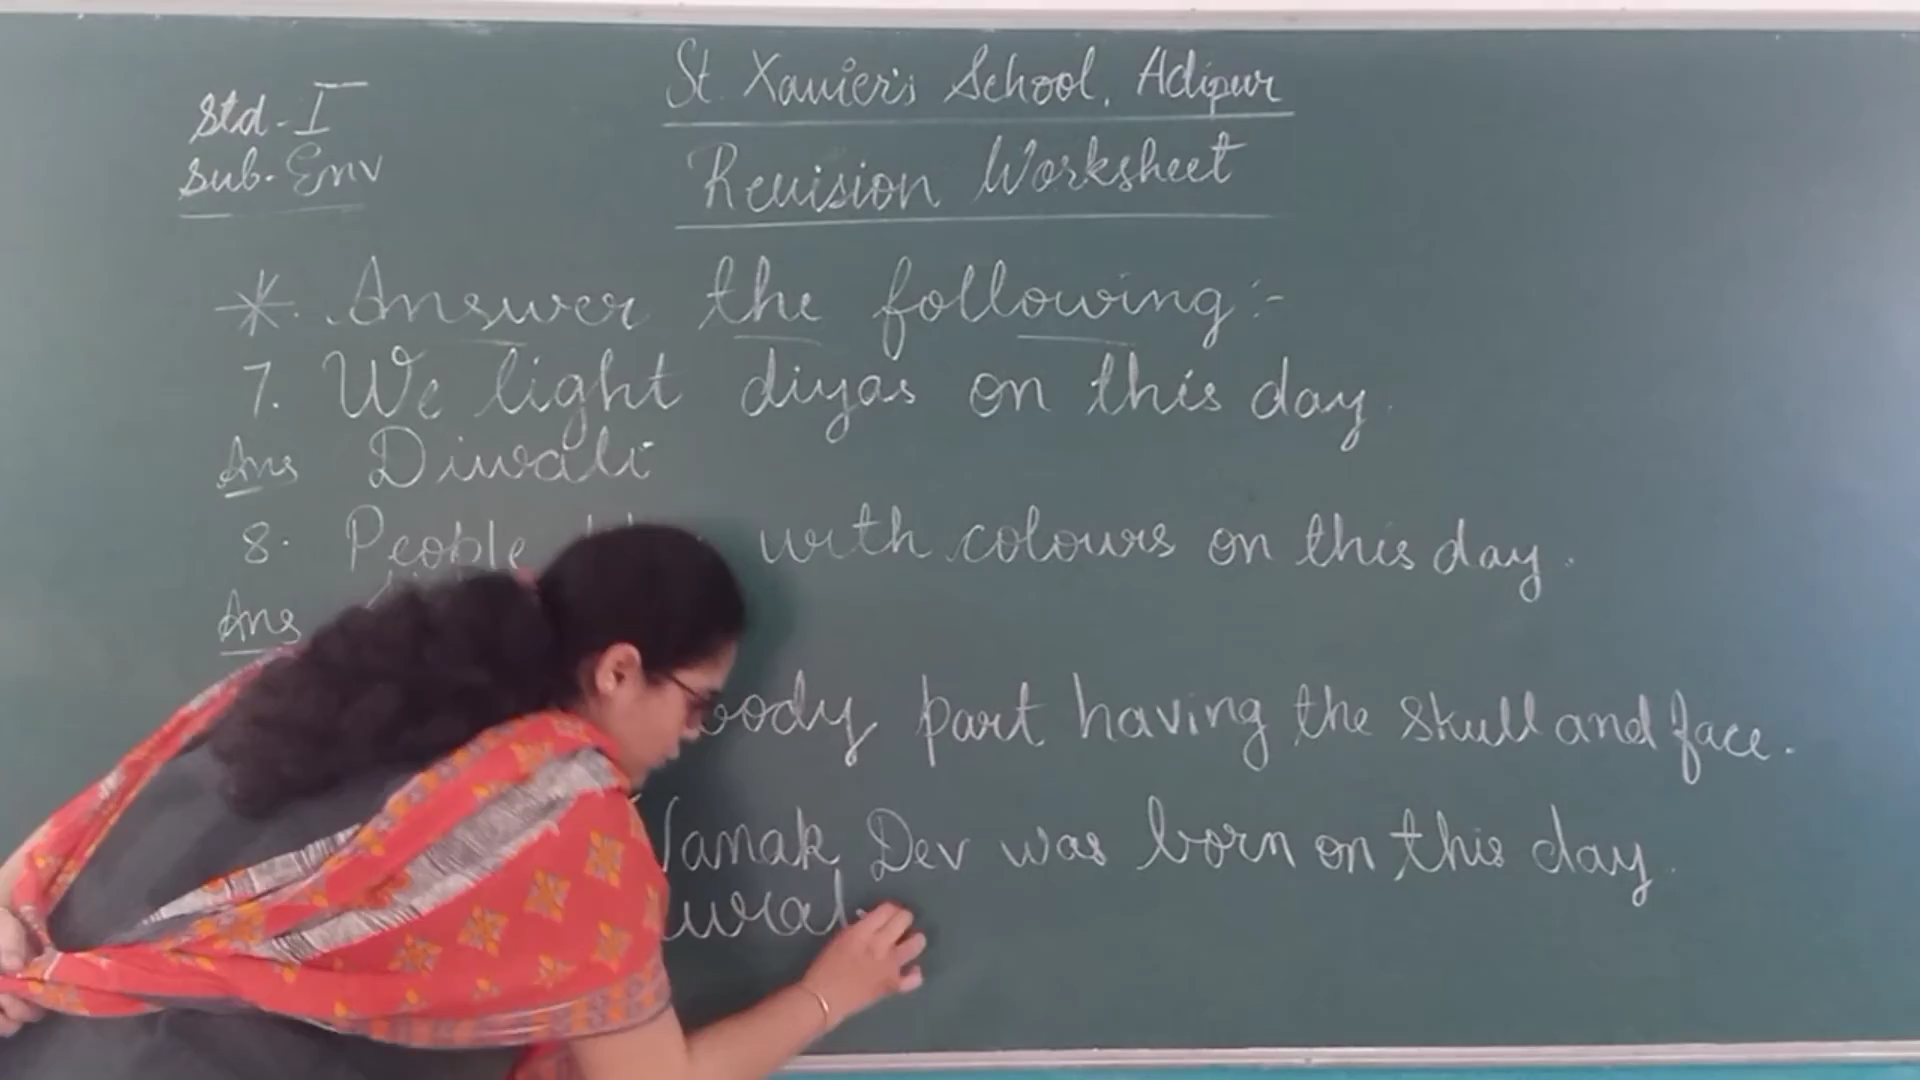 St. Xavier's School, Adipur
Std - I
Sub. Env
Revision Worksheet
* Answer the following :-
7. We light diyas on this day.
Ans Diwali
8. People with colours on this day.
Ans
body part having the skull and face.
Nanak Dev was born on this day.